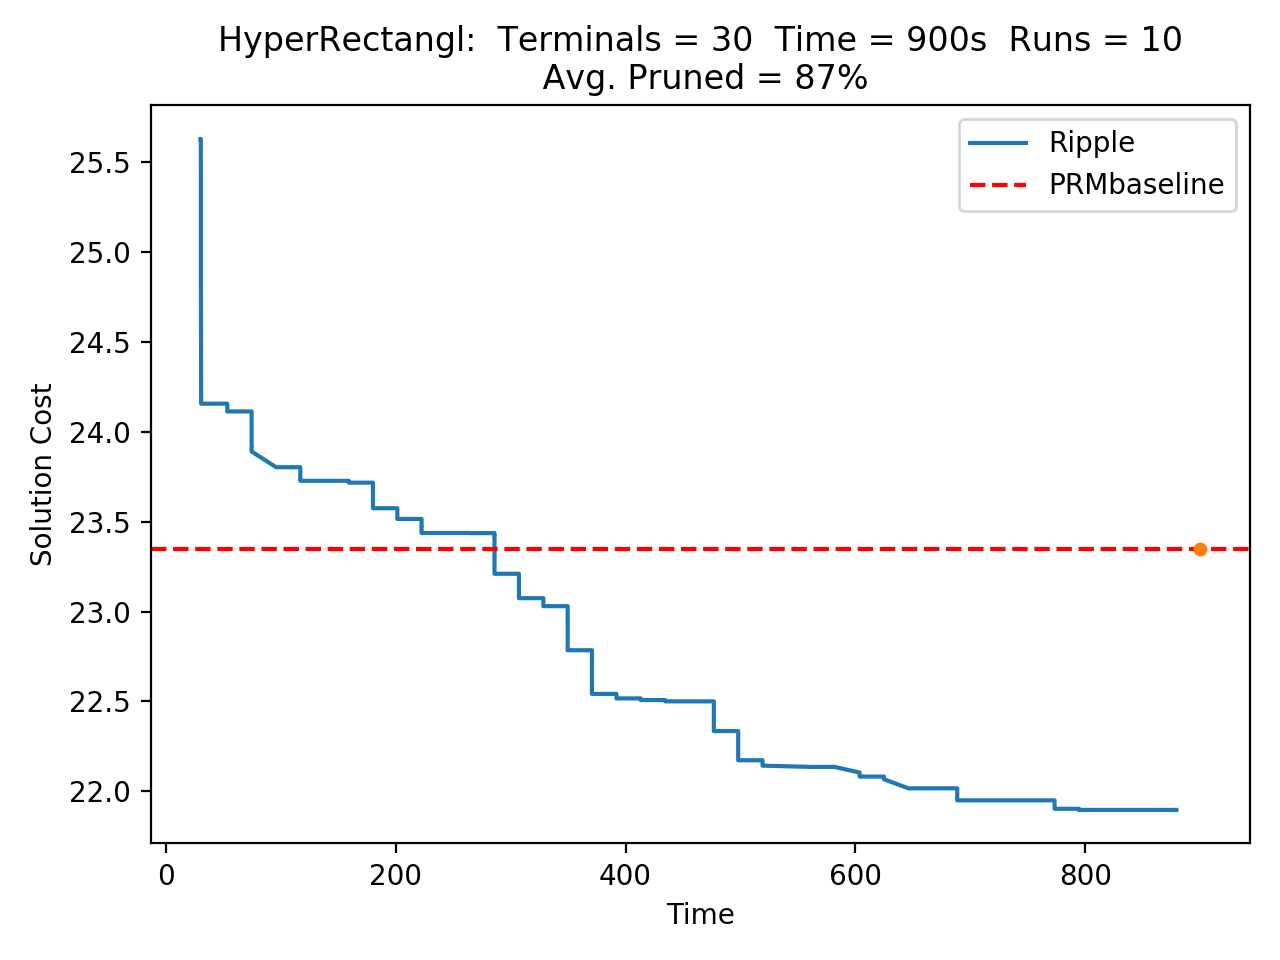 HyperRectangl:  Terminals = 30  Time = 900s  Runs = 10
Avg. Pruned = 87%
Ripple
PRMbaseline
25.5
25.0
24.5
24.0
23.5
23.0
22.5
22.0
Solution Cost
0 200 400 600 800
Time